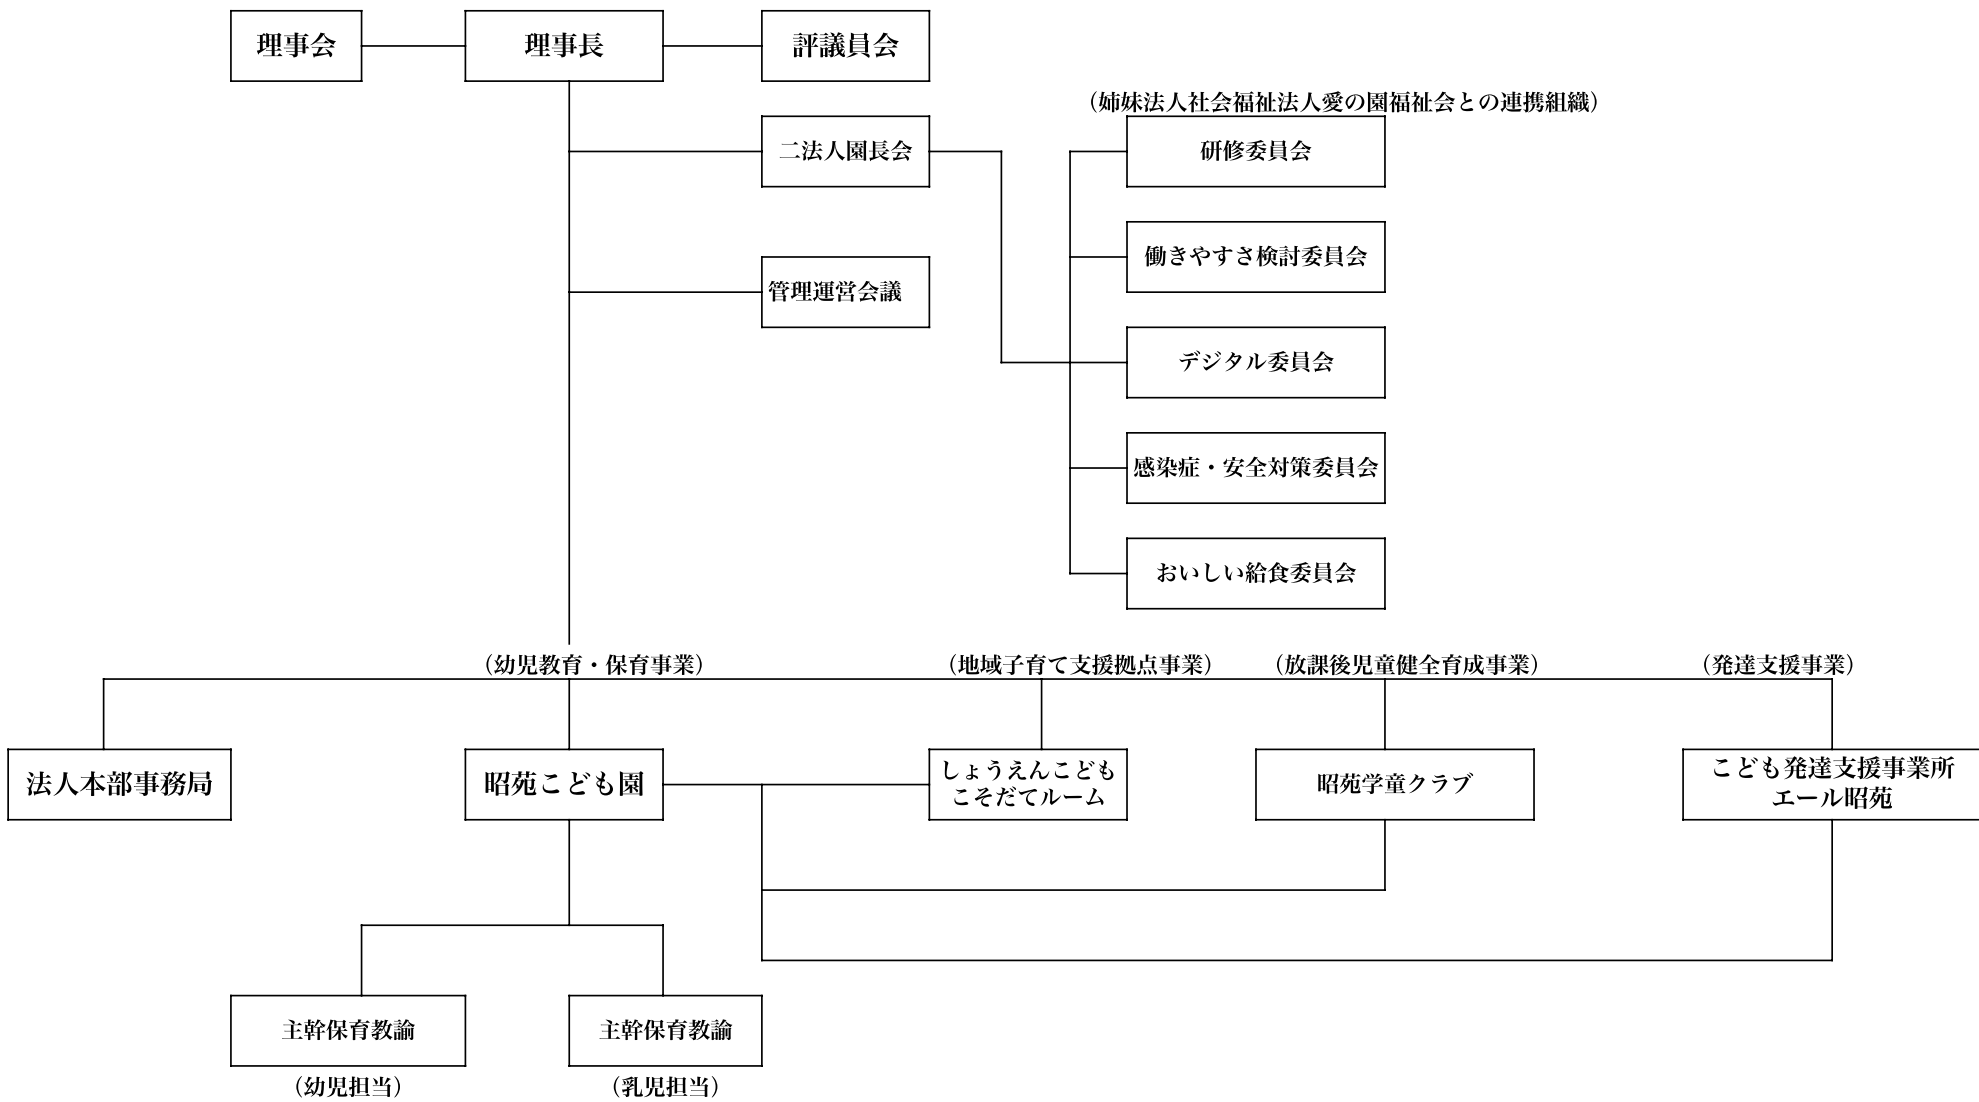 理事会
理事長
評議員会
（姉妹法人社会福祉法人愛の園福祉会との連携組織）
二法人園長会
研修委員会
働きやすさ検討委員会
管理運営会議
デジタル委員会
感染症・安全対策委員会
おいしい給食委員会
（幼児教育・保育事業）
（地域子育て支援拠点事業）
（放課後児童健全育成事業）
（発達支援事業）
法人本部事務局
昭苑こども園
しょうえんこども
こそだてルーム
昭苑学童クラブ
こども発達支援事業所
エール昭苑
主幹保育教諭
主幹保育教諭
（幼児担当）
（乳児担当）